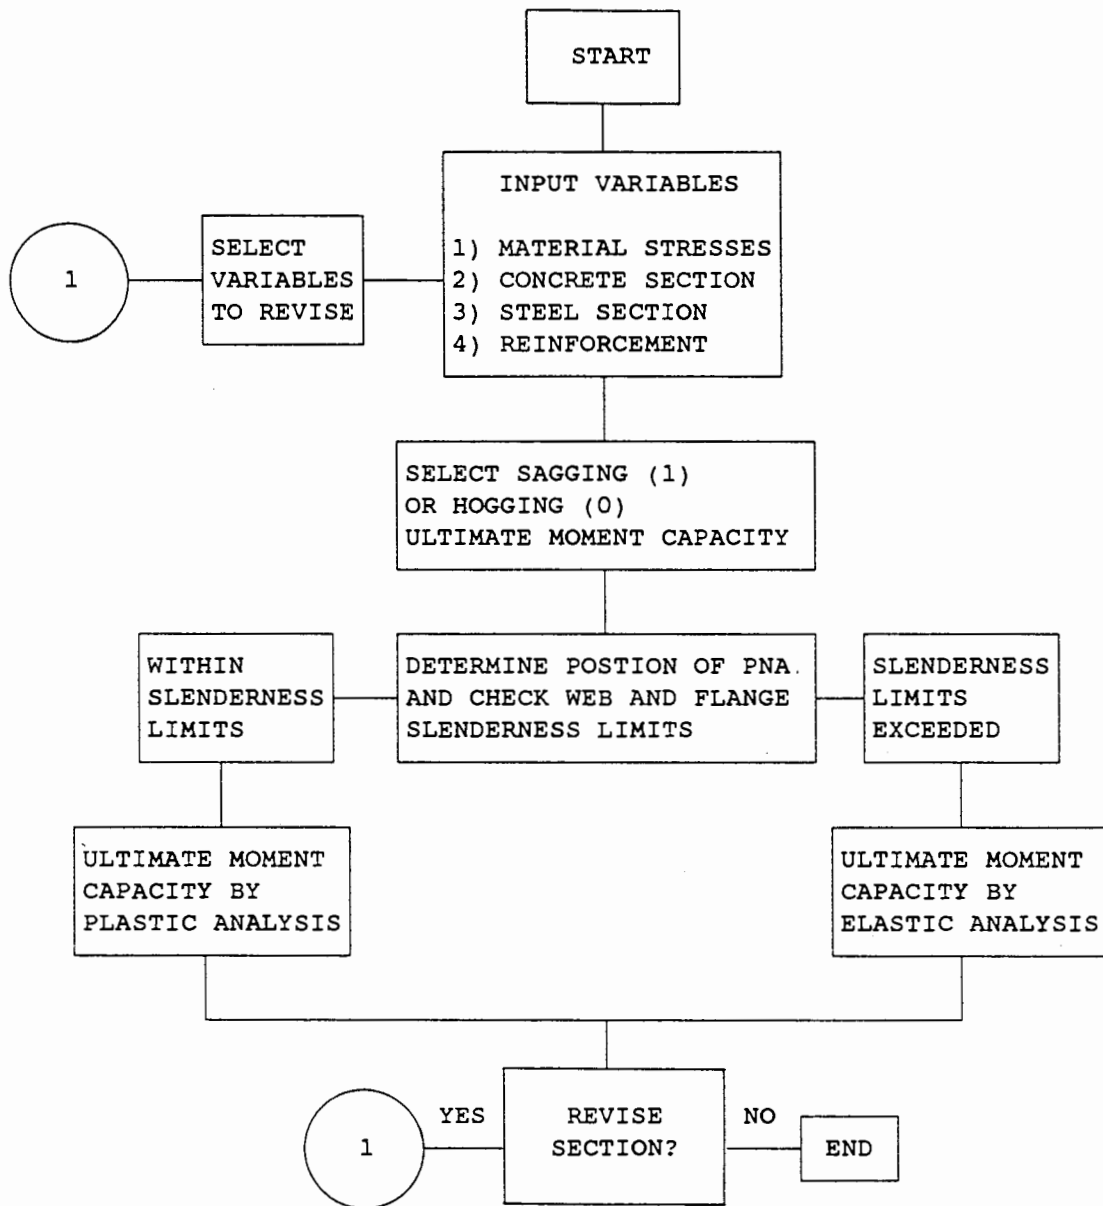 START
INPUT VARIABLES
1) MATERIAL STRESSES
2) CONCRETE SECTION
3) STEEL SECTION
4) REINFORCEMENT
1
SELECT
VARIABLES
TO REVISE
SELECT SAGGING (1)
OR HOGGING (0)
ULTIMATE MOMENT CAPACITY
WITHIN
SLENDERNESS
LIMITS
DETERMINE POSTION OF PNA
AND CHECK WEB AND FLANGE
SLENDERNESS LIMITS
SLENDERNESS
LIMITS
EXCEEDED
ULTIMATE MOMENT
CAPACITY BY
PLASTIC ANALYSIS
ULTIMATE MOMENT
CAPACITY BY
ELASTIC ANALYSIS
1
YES
REVISE
SECTION?
NO
END